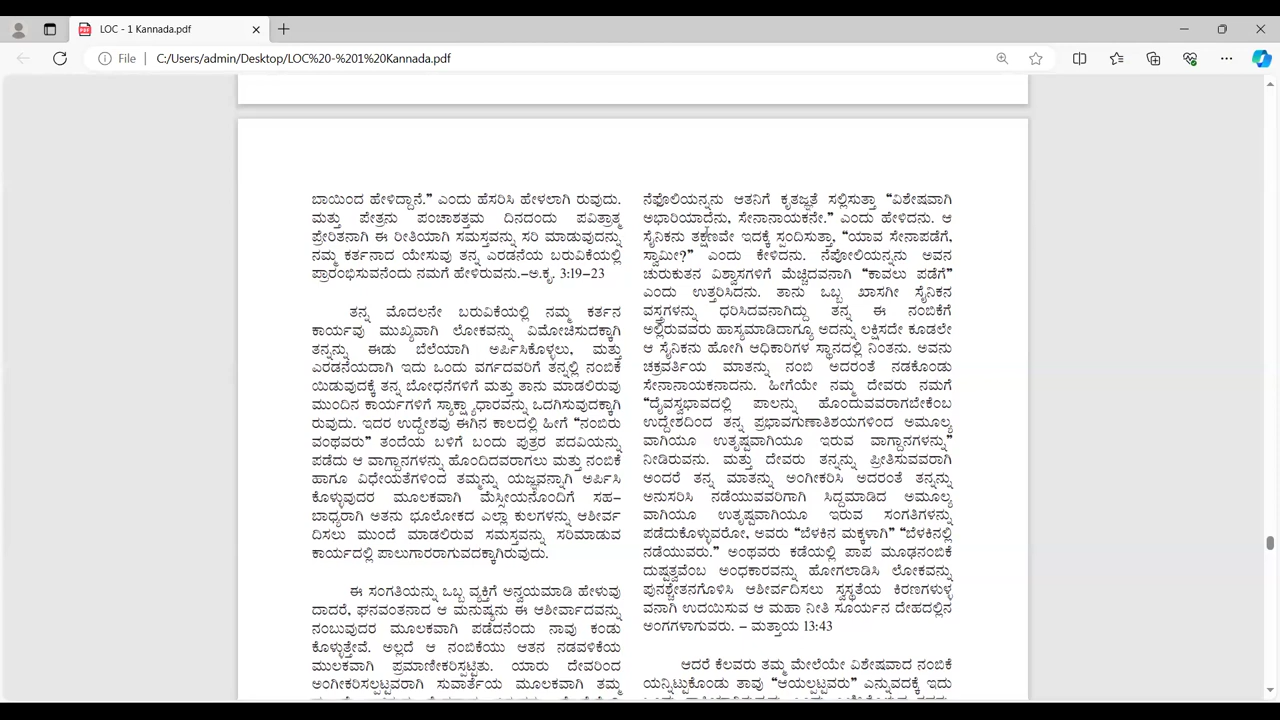 LOC - 1 Kannada.pdf
File C:/Users/admin/Desktop/LOC%20-%201%20Kannada.pdf
ಬಾಯಿಂದ ಹೇಳಿದ್ದಾನೆ.” ಎಂದು ಹೆಸರಿಸಿ ಹೇಳಲಾಗಿ ರುವುದು.
ಮತ್ತು ಪೇತ್ರನು ಪಂಚಾಶತ್ತಮ ದಿನದಂದು ಪವಿತ್ರಾತ್ಮ
ಪ್ರೇರಿತನಾಗಿ ಈ ರೀತಿಯಾಗಿ ಸಮಸ್ತವನ್ನು ಸರಿ ಮಾಡುವುದನ್ನು
ನಮ್ಮ ಕರ್ತನಾದ ಯೇಸುವು ತನ್ನ ಎರಡನೆಯ ಬರುವಿಕೆಯಲ್ಲಿ
ಪ್ರಾರಂಭಿಸುವನೆಂದು ನಮಗೆ ಹೇಳಿರುವನು.–ಅ.ಕೃ. 3:19–23
ತನ್ನ ಮೊದಲನೇ ಬರುವಿಕೆಯಲ್ಲಿ ನಮ್ಮ ಕರ್ತನ
ಕಾರ್ಯವು ಮುಖ್ಯವಾಗಿ ಲೋಕವನ್ನು ವಿಮೋಚಿಸುದಕ್ಕಾಗಿ
ತನ್ನನ್ನು ಈಡು ಬೆಲೆಯಾಗಿ ಅರ್ಪಿಸಿಕೊಳ್ಳಲು, ಮತ್ತು
ಎರಡನೆಯದಾಗಿ ಇದು ಒಂದು ವರ್ಗದವರಿಗೆ ತನ್ನಲ್ಲಿ ನಂಬಿಕೆ
ಯಿಡುವುದಕ್ಕೆ ತನ್ನ ಬೋಧನೆಗಳಿಗೆ ಮತ್ತು ತಾನು ಮಾಡಲಿರುವ
ಮುಂದಿನ ಕಾರ್ಯಗಳಿಗೆ ಸ್ಥಾಕ್ಷ್ಯಾಧಾರವನ್ನು ಒದಗಿಸುವುದಕ್ಕಾಗಿ
ರುವುದು. ಇದರ ಉದ್ದೇಶವು ಈಗಿನ ಕಾಲದಲ್ಲಿ ಹೀಗೆ “ನಂಬಿರು
ವಂಥವರು” ತಂದೆಯ ಬಳಿಗೆ ಬಂದು ಪುತ್ರರ ಪದವಿಯನ್ನು
ಪಡೆದು ಆ ವಾಗ್ದಾನಗಳನ್ನು ಹೊಂದಿದವರಾಗಲು ಮತ್ತು ನಂಬಿಕೆ
ಹಾಗೂ ವಿಧೇಯತೆಗಳಿಂದ ತಮ್ಮನ್ನು ಯಜ್ಞವನ್ನಾಗಿ ಅರ್ಪಿಸಿ
ಕೊಳ್ಳುವುದರ ಮೂಲಕವಾಗಿ ಮೆಸ್ಸೀಯನೊಂದಿಗೆ ಸಹ–
ಬಾಧ್ಯರಾಗಿ ಅತನು ಭೂಲೋಕದ ಎಲ್ಲಾ ಕುಲಗಳನ್ನು ಆಶೀರ್ವ
ದಿಸಲು ಮುಂದೆ ಮಾಡಲಿರುವ ಸಮಸ್ತವನ್ನು ಸರಿಮಾಡುವ
ಕಾರ್ಯದಲ್ಲಿ ಪಾಲುಗಾರರಾಗುವದಕ್ಕಾಗಿರುವುದು.
ಈ ಸಂಗತಿಯನ್ನು ಒಬ್ಬ ವ್ಯಕ್ತಿಗೆ ಅನ್ವಯಮಾಡಿ ಹೇಳುವು
ದಾದರೆ, ಘನವಂತನಾದ ಆ ಮನುಷ್ಯನು ಈ ಆಶೀರ್ವಾದವನ್ನು
ನಂಬುವುದರ ಮೂಲಕವಾಗಿ ಪಡೆದನೆಂದು ನಾವು ಕಂಡು
ಕೊಳ್ಳುತ್ತೇವೆ. ಅಲ್ಲದೆ ಆ ನಂಬಿಕೆಯು ಆತನ ನಡವಳಿಕೆಯ
ಮುಲಕವಾಗಿ ಪ್ರಮಾಣೀಕರಿಸ್ಪಟ್ಟಿತು. ಯಾರು ದೇವರಿಂದ
ಅಂಗೀಕರಿಸಲ್ಪಟ್ಟವರಾಗಿ ಸುವಾರ್ತೆಯ ಮೂಲಕವಾಗಿ ತಮ್ಮ
ನೆಫೊಲಿಯನ್ನನು ಆತನಿಗೆ ಕೃತಜ್ಞತೆ ಸಲ್ಲಿಸುತಾ “ವಿಶೇಷವಾಗಿ
ಅಭಾರಿಯಾದೆನು, ಸೇನಾನಾಯಕನೇ.” ಎಂದು ಹೇಳಿದನು. ಆ
ಸೈನಿಕನು ತಕ್ಷಣವೇ ಇದಕ್ಕೆ ಸ್ಪಂದಿಸುತ್ತಾ, “ಯಾವ ಸೇನಾಪಡೆಗೆ,
ಸ್ವಾಮೀ?” ಎಂದು ಕೇಳಿದನು. ನೆಪೋಲಿಯನ್ನನು ಅವನ
ಚುರುಕುತನ ವಿಶ್ವಾಸಗಳಿಗೆ ಮೆಚ್ಚಿದವನಾಗಿ “ಕಾವಲು ಪಡೆಗೆ”
ಎಂದು ಉತ್ತರಿಸಿದನು. ತಾನು ಒಬ್ಬ ಖಾಸಗೀ ಸೈನಿಕನ
ವಸ್ತ್ರಗಳನ್ನು ಧರಿಸಿದವನಾಗಿದ್ದು ತನ್ನ ಈ ನಂಬಿಕೆಗೆ
ಅಲ್ಲಿರುವವರು ಹಾಸ್ಯಮಾಡಿದಾಗ್ಯೂ ಅದನ್ನು ಲಕ್ಷಿಸದೇ ಕೂಡಲೇ
ಆ ಸೈನಿಕನು ಹೋಗಿ ಆಧಿಕಾರಿಗಳ ಸ್ಥಾನದಲ್ಲಿ ನಿಂತನು. ಅವನು
ಚಕ್ರವರ್ತಿಯ ಮಾತನ್ನು ನಂಬಿ ಅದರಂತೆ ನಡಕೊಂಡು
ಸೇನಾನಾಯಕನಾದನು. ಹೀಗೆಯೇ ನಮ್ಮ ದೇವರು ನಮಗೆ
“ದೈವಸ್ವಭಾವದಲ್ಲಿ ಪಾಲನ್ನು ಹೊಂದುವವರಾಗಬೇಕೆಂಬ
ಉದ್ದೇಶದಿಂದ ತನ್ನ ಪ್ರಭಾವಗುಣಾತಿಶಯಗಳಿಂದ ಅಮೂಲ್ಯ
ವಾಗಿಯೂ ಉತೃಷ್ಟವಾಗಿಯೂ ಇರುವ ವಾಗ್ದಾನಗಳನ್ನು”
ನೀಡಿರುವನು. ಮತ್ತು ದೇವರು ತನ್ನನ್ನು ಪ್ರೀತಿಸುವವರಾಗಿ
ಅಂದರೆ ತನ್ನ ಮಾತನ್ನು ಅಂಗೀಕರಿಸಿ ಅದರಂತೆ ತನ್ನನ್ನು
ಅನುಸರಿಸಿ ನಡೆಯುವವರಿಗಾಗಿ ಸಿದ್ದಮಾಡಿದ ಅಮೂಲ್ಯ
ವಾಗಿಯೂ ಉತೃಷ್ಟವಾಗಿಯೂ ಇರುವ ಸಂಗತಿಗಳನ್ನು
ಪಡೆದುಕೊಳ್ಳುವರೋ, ಅವರು “ಬೆಳಕಿನ ಮಕ್ಕಳಾಗಿ” “ಬೆಳಕಿನಲ್ಲಿ
ನಡೆಯುವರು.” ಅಂಥವರು ಕಡೆಯಲ್ಲಿ ಪಾಪ ಮೂಢನಂಬಿಕೆ
ದುಷ್ಟತ್ವವೆಂಬ ಅಂಧಕಾರವನ್ನು ಹೋಗಲಾಡಿಸಿ ಲೋಕವನ್ನು
ಪುನಶ್ಚೇತನಗೊಳಿಸಿ ಆಶೀರ್ವದಿಸಲು ಸ್ವಸ್ಥತೆಯ ಕಿರಣಗಳುಳ್ಳ
ವನಾಗಿ ಉದಯಿಸುವ ಆ ಮಹಾ ನೀತಿ ಸೂರ್ಯನ ದೇಹದಲ್ಲಿನ
ಅಂಗಗಳಾಗುವರು. – ಮತ್ತಾಯ 13:43
ಆದರೆ ಕೆಲವರು ತಮ್ಮ ಮೇಲೆಯೇ ವಿಶೇಷವಾದ ನಂಬಿಕೆ
ಯನ್ನಿಟ್ಟುಕೊಂಡು ತಾವು “ಆಯಲ್ಪಟ್ಟವರು” ಎನ್ನುವದಕ್ಕೆ ಇದು